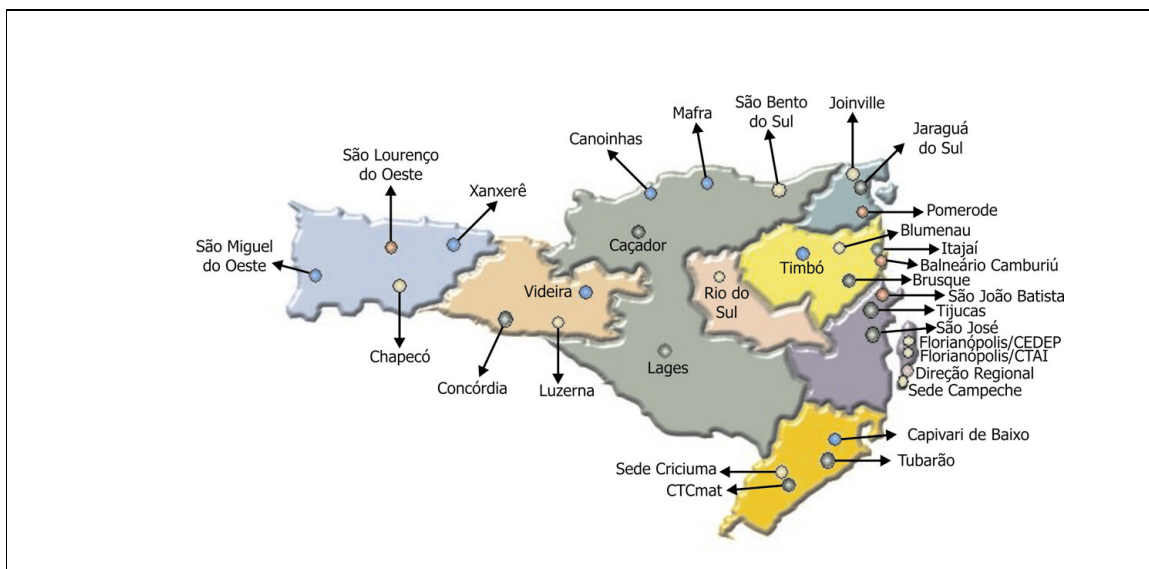 São Bento
do Sul
Joinville
Mafra
Jaraguá
do Sul
Canoinhas
São Lourenço
do Oeste
Xanxerê
Pomerode
Blumenau
São Miguel
do Oeste
Caçador
Itajaí
Timbó
Balneário Camburiú
Brusque
Videira
Rio do
Sul
São João Batista
Tijucas
São José
Florianópolis/CEDEP
Florianópolis/CTAI
Chapecó
Lages
Direção Regional
Concórdia
Luzerna
Sede Campeche
Capivari de Baixo
Tubarão
Sede Criciuma
CTCmat